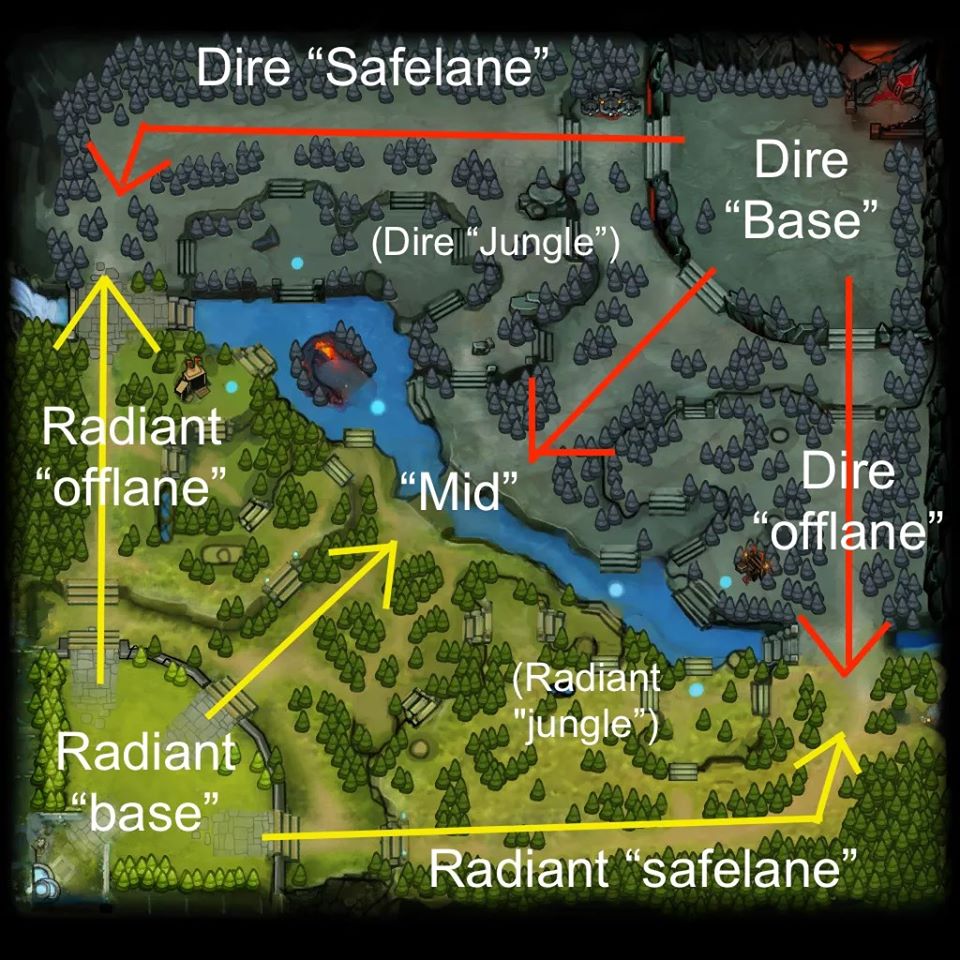 Dire “Safelane”
Dire
“Base”
(Dire “Jungle”)
Radiant
“offlane”
“Mid”
Dire
“offlane”
(Radiant
"jungle”)
Radiant
“base”
Radiant “safelane”